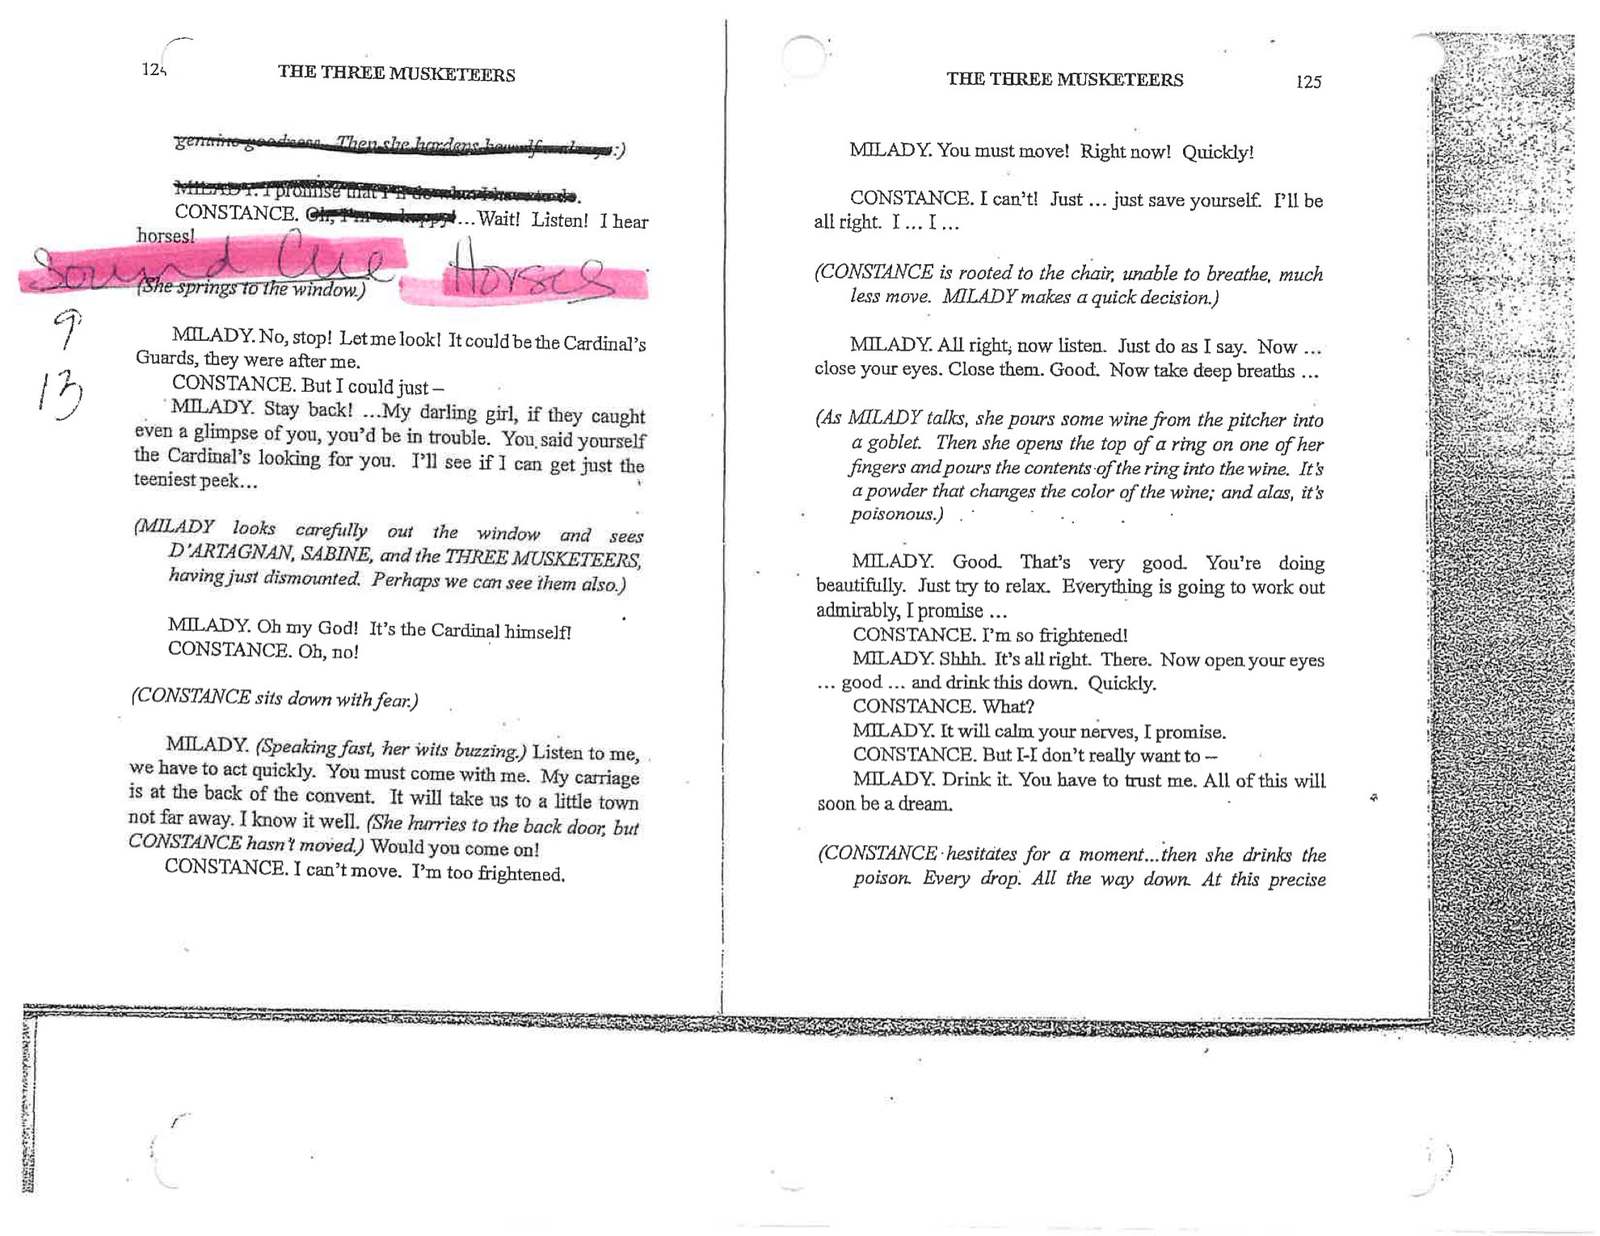 124
THE THREE MUSKETEERS
genuine goodness. Then she hardens herself, always:)
MILADY. I promise that I'll do what I have to do.
CONSTANCE. Oh, I'm so happy! ...Wait! Listen! I hear
horses!
Sound Cue Horses
(She springs to the window.)
9
13
MILADY. No, stop! Let me look! It could be the Cardinal's
Guards, they were after me.
CONSTANCE. But I could just –
MILADY. Stay back! ...My darling girl, if they caught
even a glimpse of you, you'd be in trouble. You said yourself
the Cardinal's looking for you. I'll see if I can get just the
teeniest peek...
(MILADY looks carefully out the window and sees
D'ARTAGNAN, SABINE, and the THREE MUSKETEERS,
having just dismounted. Perhaps we can see them also.)
MILADY. Oh my God! It's the Cardinal himself!
CONSTANCE. Oh, no!
(CONSTANCE sits down with fear.)
MILADY. (Speaking fast, her wits buzzing.) Listen to me,
we have to act quickly. You must come with me. My carriage
is at the back of the convent. It will take us to a little town
not far away. I know it well. (She hurries to the back door, but
CONSTANCE hasn't moved.) Would you come on!
CONSTANCE. I can't move. I'm too frightened.
THE THREE MUSKETEERS
125
MILADY. You must move! Right now! Quickly!
CONSTANCE. I can't! Just ... just save yourself. I'll be
all right. I ... I ...
(CONSTANCE is rooted to the chair, unable to breathe, much
less move. MILADY makes a quick decision.)
MILADY. All right, now listen. Just do as I say. Now ...
close your eyes. Close them. Good. Now take deep breaths ...
(As MILADY talks, she pours some wine from the pitcher into
a goblet. Then she opens the top of a ring on one of her
fingers and pours the contents of the ring into the wine. It's
a powder that changes the color of the wine; and alas, it's
poisonous.)
MILADY. Good. That's very good. You're doing
beautifully. Just try to relax. Everything is going to work out
admirably, I promise ...
CONSTANCE. I'm so frightened!
MILADY. Shhh. It's all right. There. Now open your eyes
... good ... and drink this down. Quickly.
CONSTANCE. What?
MILADY. It will calm your nerves, I promise.
CONSTANCE. But I-I don't really want to –
MILADY. Drink it. You have to trust me. All of this will
soon be a dream.
(CONSTANCE hesitates for a moment...then she drinks the
poison. Every drop. All the way down. At this precise